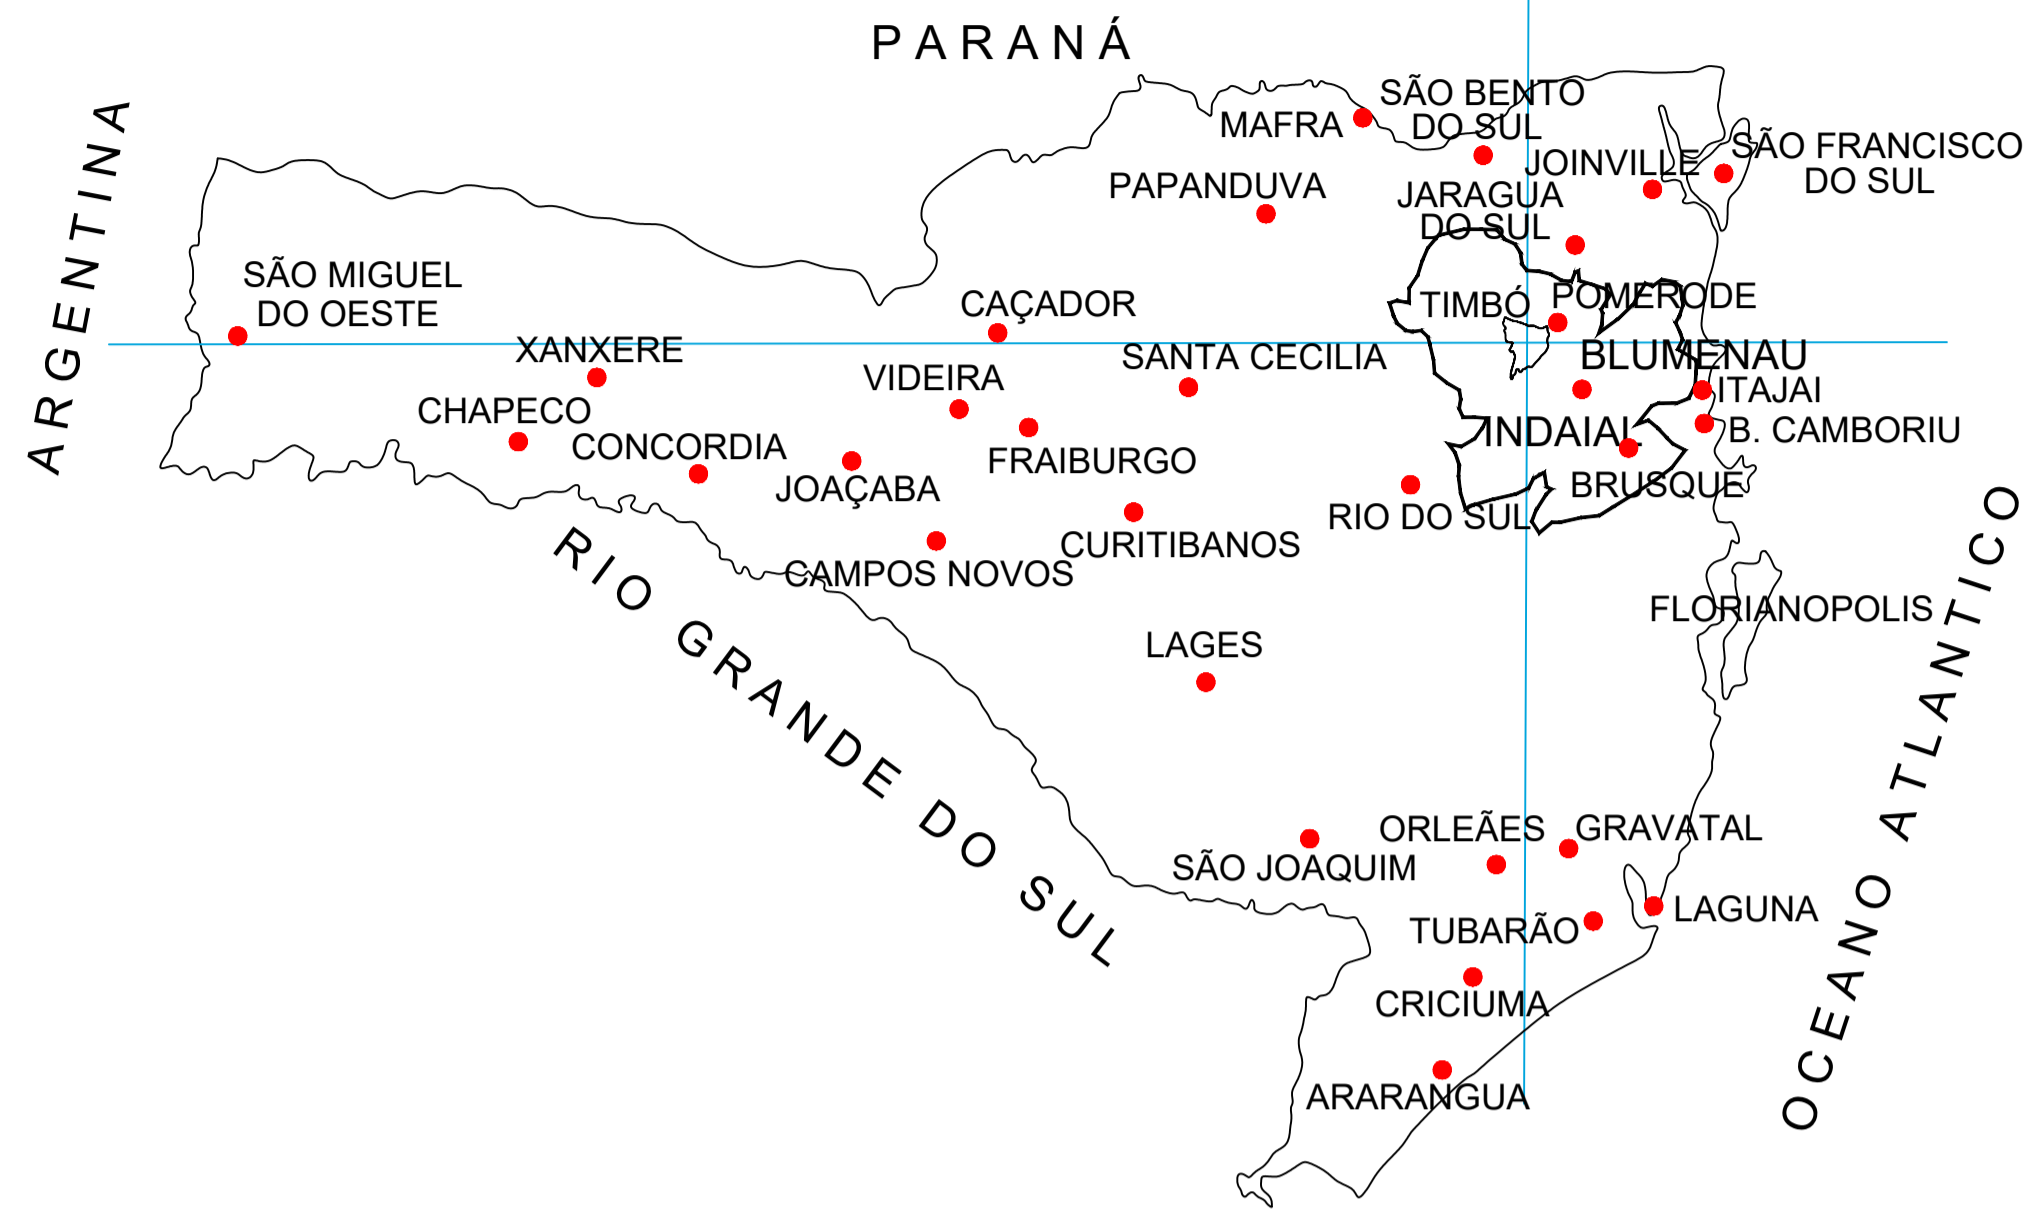 PARANÁ
ARGENTINA
SÃO BENTO
DO SUL
MAFRA
SÃO FRANCISCO
DO SUL
JOINVILLE
PAPANDUVA
JARAGUA
DO SUL
SÃO MIGUEL
DO OESTE
CAÇADOR
TIMBÓ
POMERODE
XANXERE
SANTA CECILIA
BLUMENAU
VIDEIRA
ITAJAI
CHAPECO
B. CAMBORIU
INDAIAL
CONCORDIA
FRAIBURGO
JOAÇABA
BRUSQUE
RIO DO SUL
CURITIBANOS
CAMPOS NOVOS
FLORIANOPOLIS
LAGES
RIO GRANDE DO SUL
OCEANO ATLANTICO
ORLEÃES
GRAVATAL
SÃO JOAQUIM
LAGUNA
TUBARÃO
CRICIUMA
ARARANGUA